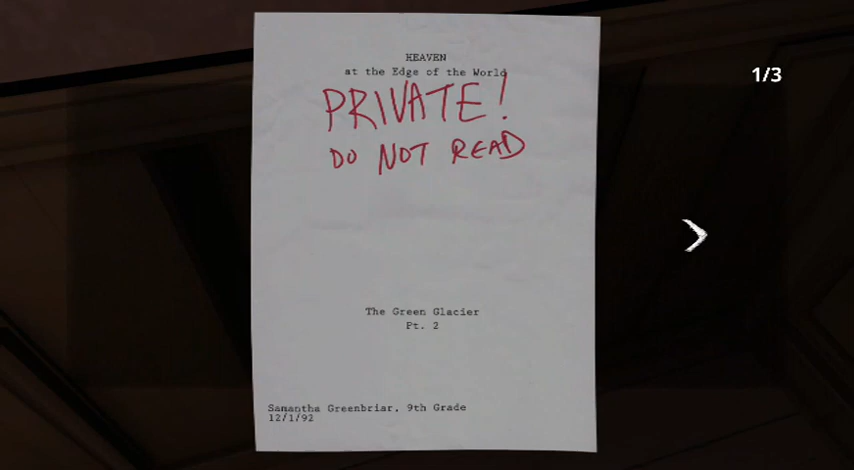 HEAVEN
at the Edge of the World
PRIVATE!
DO NOT READ
1/3
The Green Glacier
Pt. 2
Samantha Greenbriar, 9th Grade
12/1/92